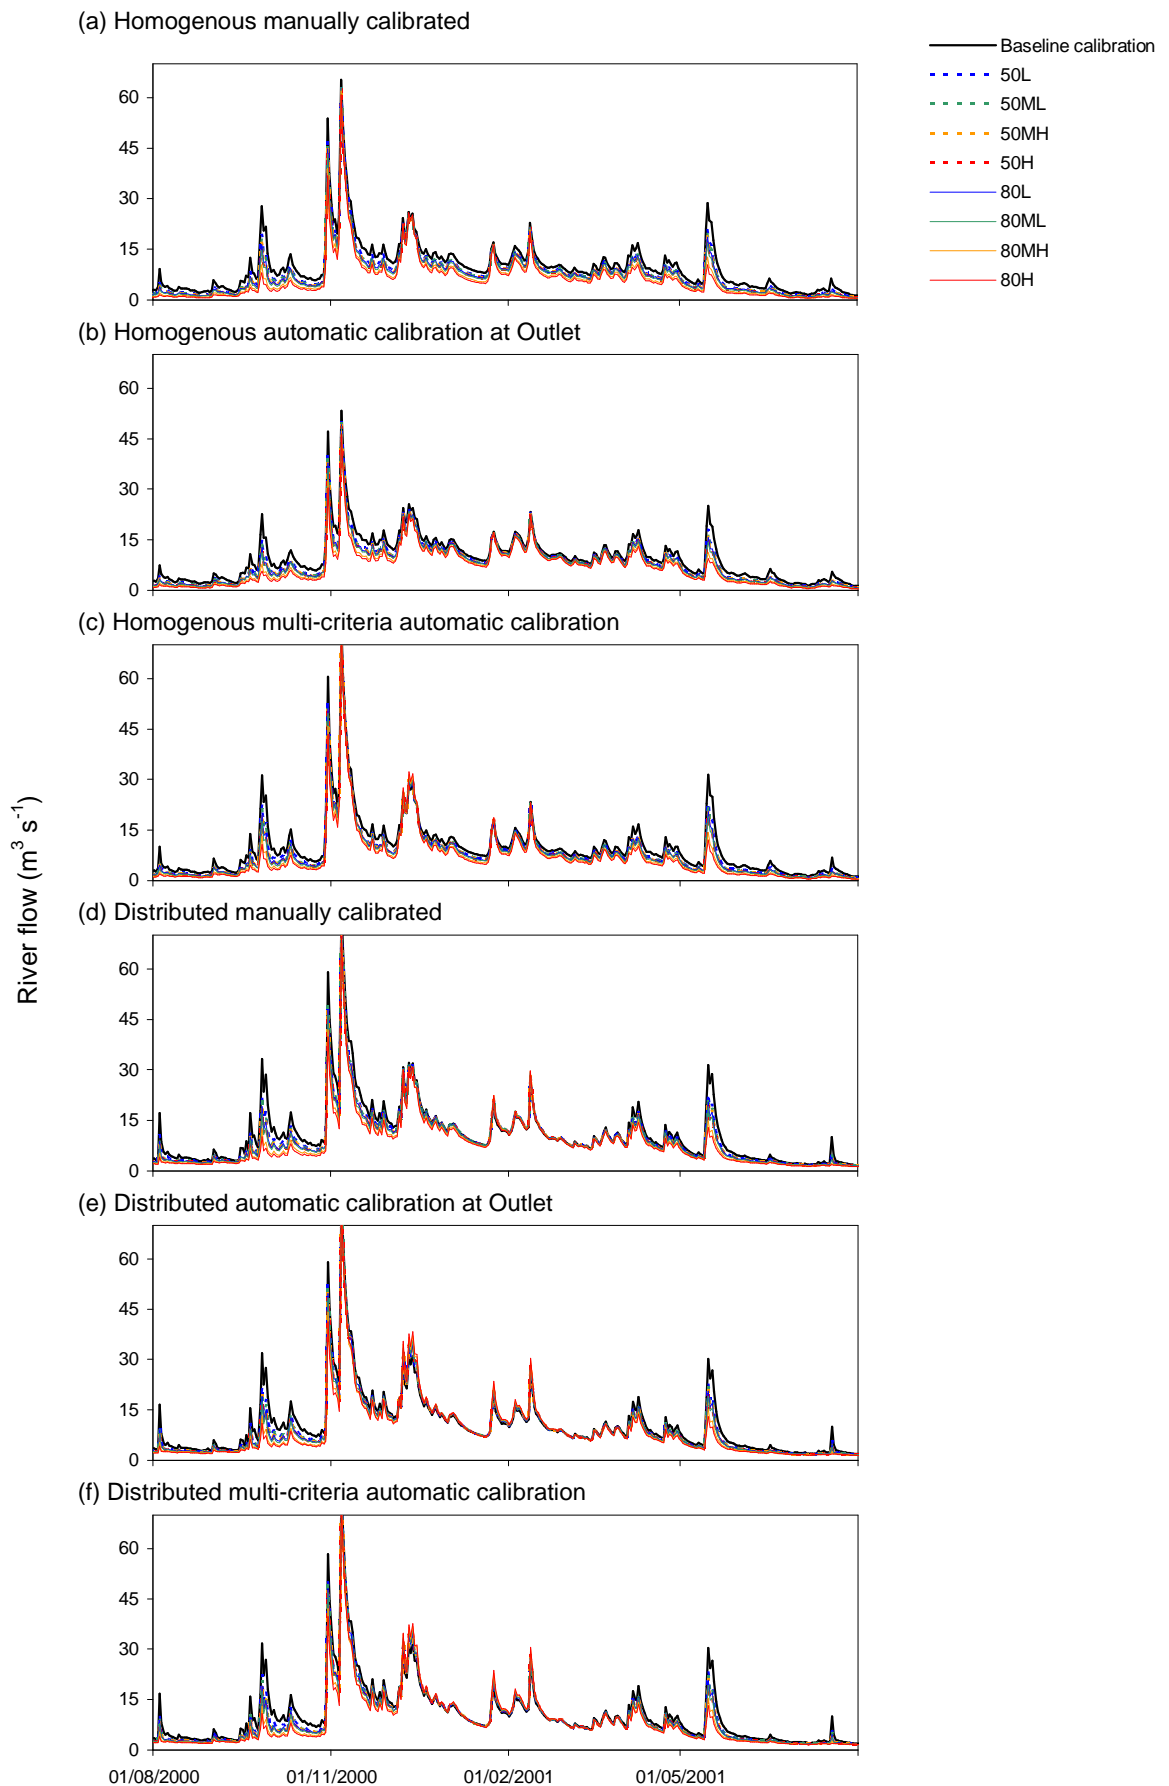 (a) Homogenous manually calibrated
Baseline calibration
50L
50ML
50MH
50H
80L
80ML
80MH
80H
60
45
30
15
0
(b) Homogenous automatic calibration at Outlet
60
45
30
15
0
(c) Homogenous multi-criteria automatic calibration
60
45
30
15
0
River flow (m³ s⁻¹)
(d) Distributed manually calibrated
60
45
30
15
0
(e) Distributed automatic calibration at Outlet
60
45
30
15
0
(f) Distributed multi-criteria automatic calibration
60
45
30
15
0
01/08/2000 01/11/2000 01/02/2001 01/05/2001